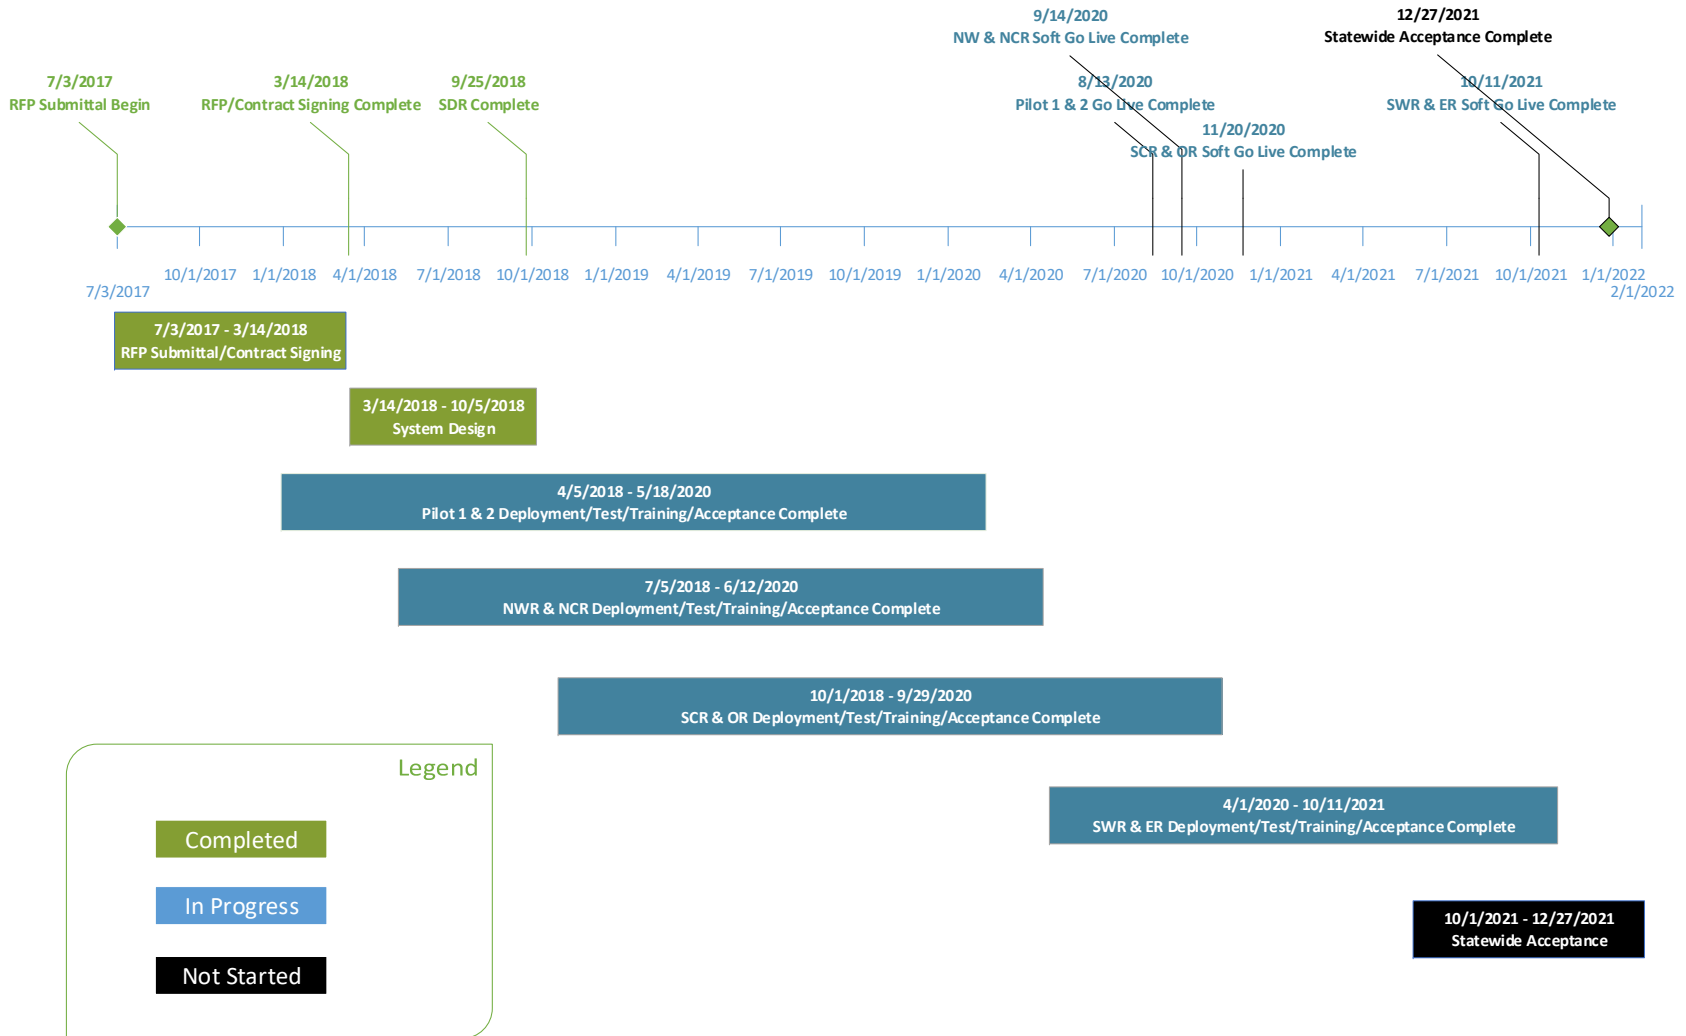 9/14/2020
NW & NCR Soft Go Live Complete
12/27/2021
Statewide Acceptance Complete
7/3/2017
RFP Submittal Begin
3/14/2018
RFP/Contract Signing Complete
9/25/2018
SDR Complete
8/13/2020
Pilot 1 & 2 Go Live Complete
10/11/2021
SWR & ER Soft Go Live Complete
11/20/2020
SCR & OR Soft Go Live Complete
10/1/2017 1/1/2018 4/1/2018 7/1/2018 10/1/2018 1/1/2019 4/1/2019 7/1/2019 10/1/2019 1/1/2020 4/1/2020 7/1/2020 10/1/2020 1/1/2021 4/1/2021 7/1/2021 10/1/2021 1/1/2022
7/3/2017 2/1/2022
7/3/2017 - 3/14/2018
RFP Submittal/Contract Signing
3/14/2018 - 10/5/2018
System Design
4/5/2018 - 5/18/2020
Pilot 1 & 2 Deployment/Test/Training/Acceptance Complete
7/5/2018 - 6/12/2020
NWR & NCR Deployment/Test/Training/Acceptance Complete
10/1/2018 - 9/29/2020
SCR & OR Deployment/Test/Training/Acceptance Complete
4/1/2020 - 10/11/2021
SWR & ER Deployment/Test/Training/Acceptance Complete
10/1/2021 - 12/27/2021
Statewide Acceptance
Legend
Completed
In Progress
Not Started